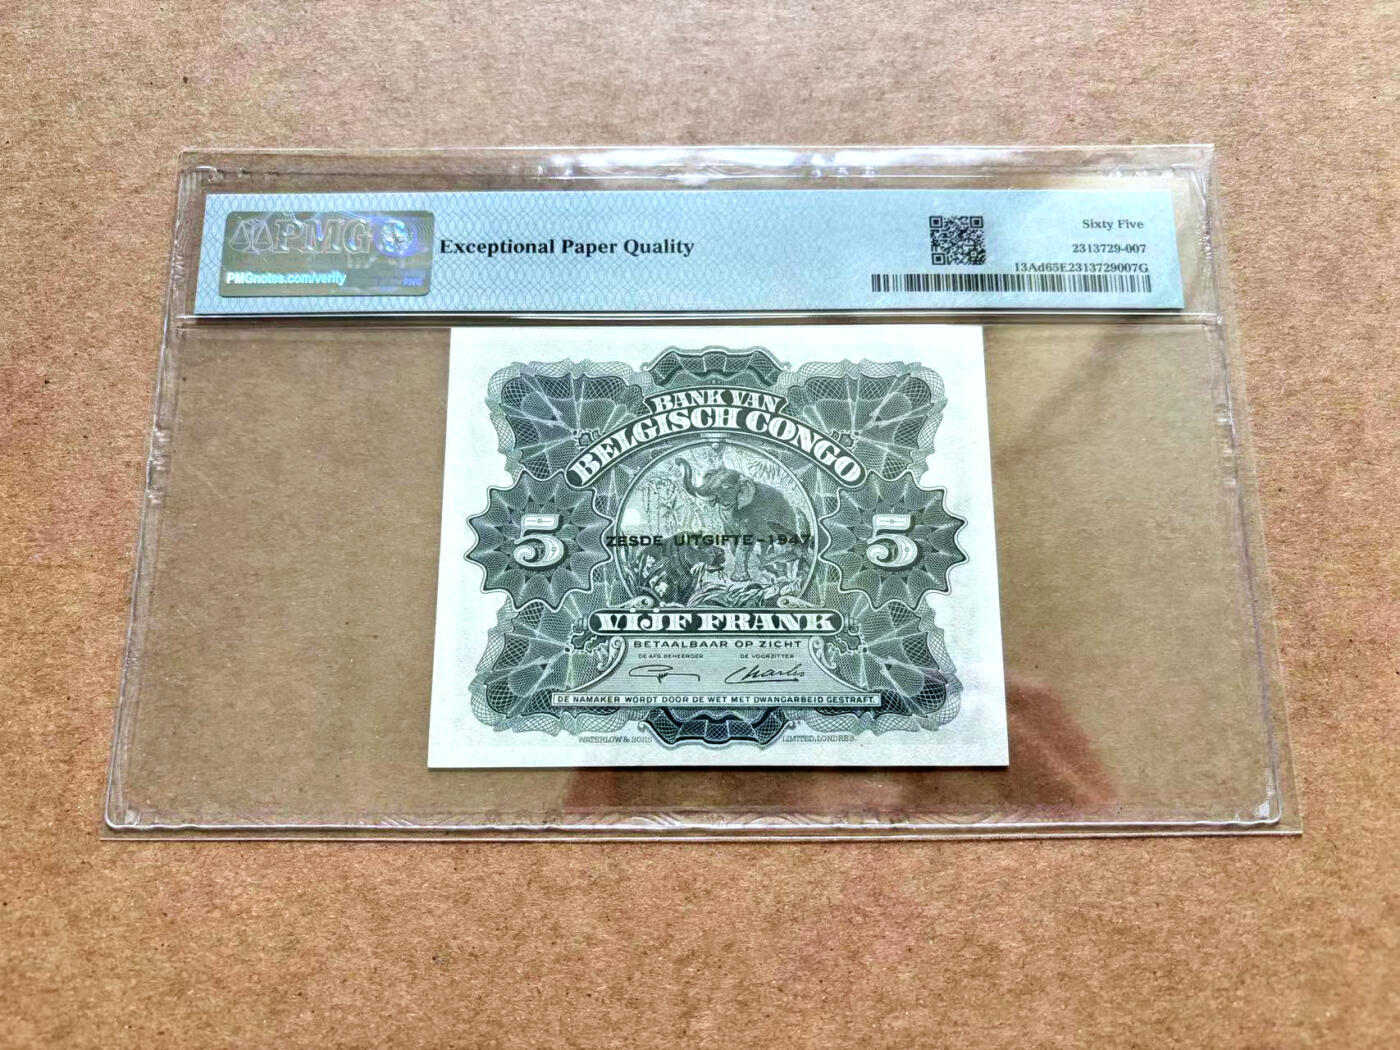 PMG
PMGnotes.com/verify
PNG
Exceptional Paper Quality
Sixty Five
2313729-007
13Ad65E2313729007G
BANK VAN
BELGISCH CONGO
5
5
ZESDE UITGIFTE-1947
VIJF FRANK
BETAALBAAR OP ZICHT
DE AFG. BEHEERDER
DE VOORZITTER
Charles
DE NAMAKER WORDT DOOR DE WET MET DWANGARBEID GESTRAFT.
WATERLOW & SONS
LIMITED, LONDRES.